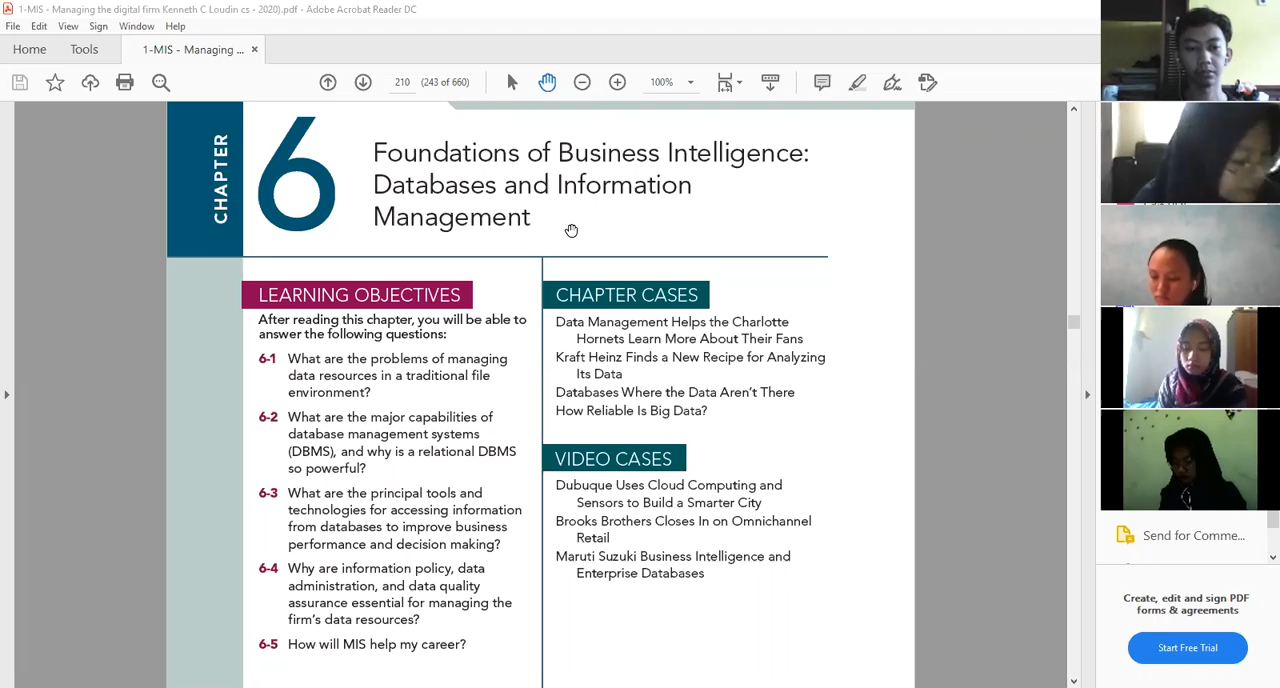 1-MIS - Managing the digital firm Kenneth C Loudin cs - 2020).pdf - Adobe Acrobat Reader DC
File Edit View Sign Window Help
Home Tools 1-MIS - Managing ... ×
210 (243 of 660) 100%
CHAPTER 6
Foundations of Business Intelligence:
Databases and Information
Management
LEARNING OBJECTIVES
After reading this chapter, you will be able to
answer the following questions:
6-1 What are the problems of managing
data resources in a traditional file
environment?
6-2 What are the major capabilities of
database management systems
(DBMS), and why is a relational DBMS
so powerful?
6-3 What are the principal tools and
technologies for accessing information
from databases to improve business
performance and decision making?
6-4 Why are information policy, data
administration, and data quality
assurance essential for managing the
firm's data resources?
6-5 How will MIS help my career?
CHAPTER CASES
Data Management Helps the Charlotte
Hornets Learn More About Their Fans
Kraft Heinz Finds a New Recipe for Analyzing
Its Data
Databases Where the Data Aren't There
How Reliable Is Big Data?
VIDEO CASES
Dubuque Uses Cloud Computing and
Sensors to Build a Smarter City
Brooks Brothers Closes In on Omnichannel
Retail
Maruti Suzuki Business Intelligence and
Enterprise Databases
Send for Comme...
Create, edit and sign PDF
forms & agreements
Start Free Trial